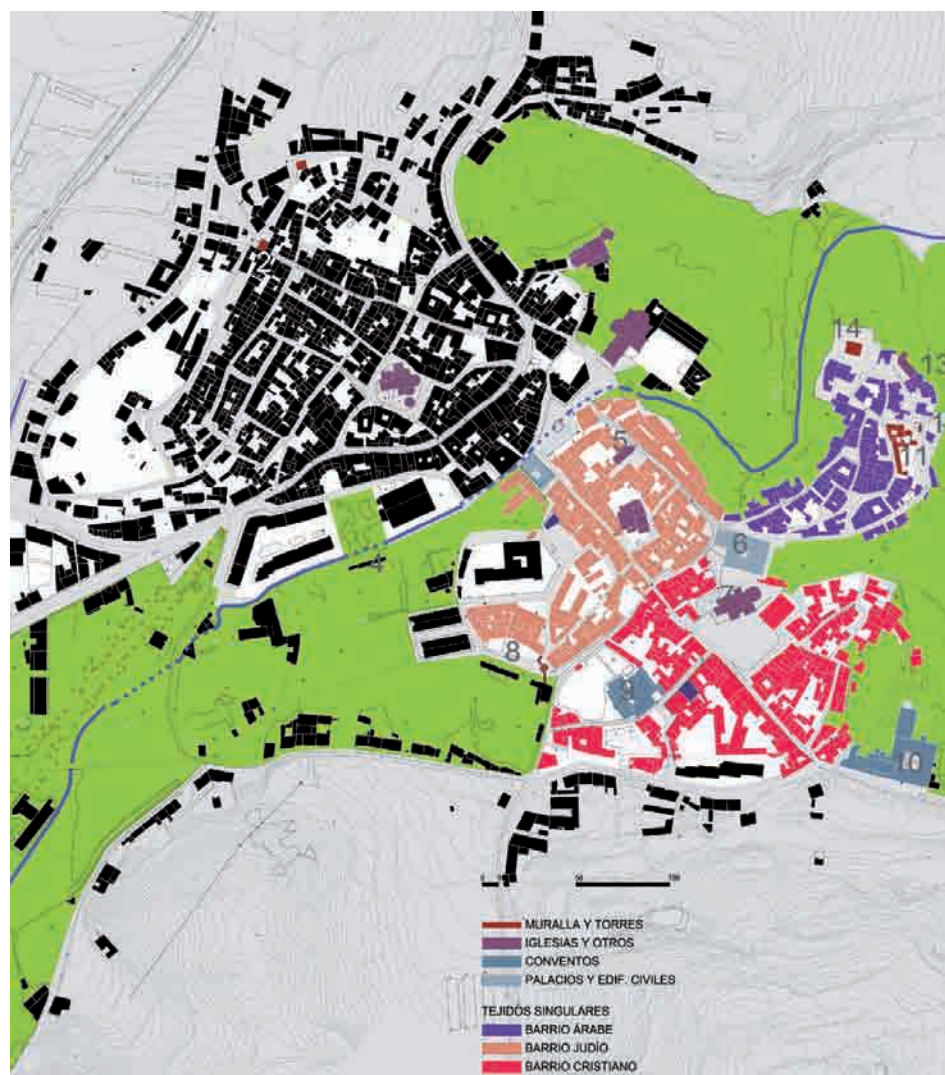 2
14
13
1
11
5
6
7
4
8
9
10
0
50
100
MURALLA Y TORRES
IGLESIAS Y OTROS
CONVENTOS
PALACIOS Y EDIF. CIVILES
TEJIDOS SINGULARES
BARRIO ÁRABE
BARRIO JUDÍO
BARRIO CRISTIANO